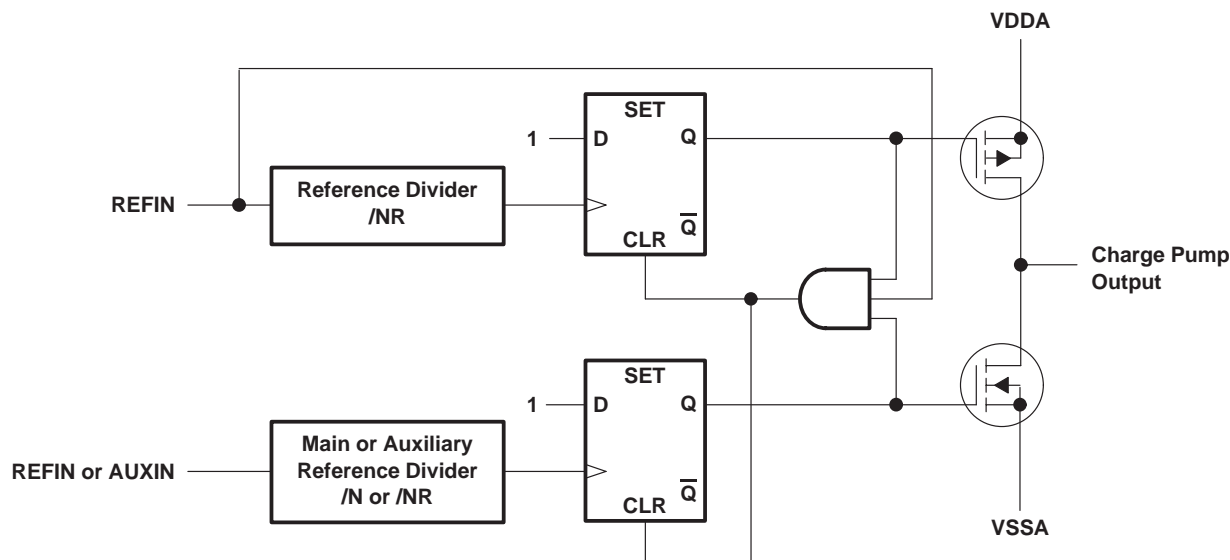 VDDA
SET
1
D
Q
Reference Divider
/NR
REFIN
Q
CLR
Charge Pump
Output
SET
1
D
Q
Main or Auxiliary
Reference Divider
/N or /NR
REFIN or AUXIN
Q
CLR
VSSA